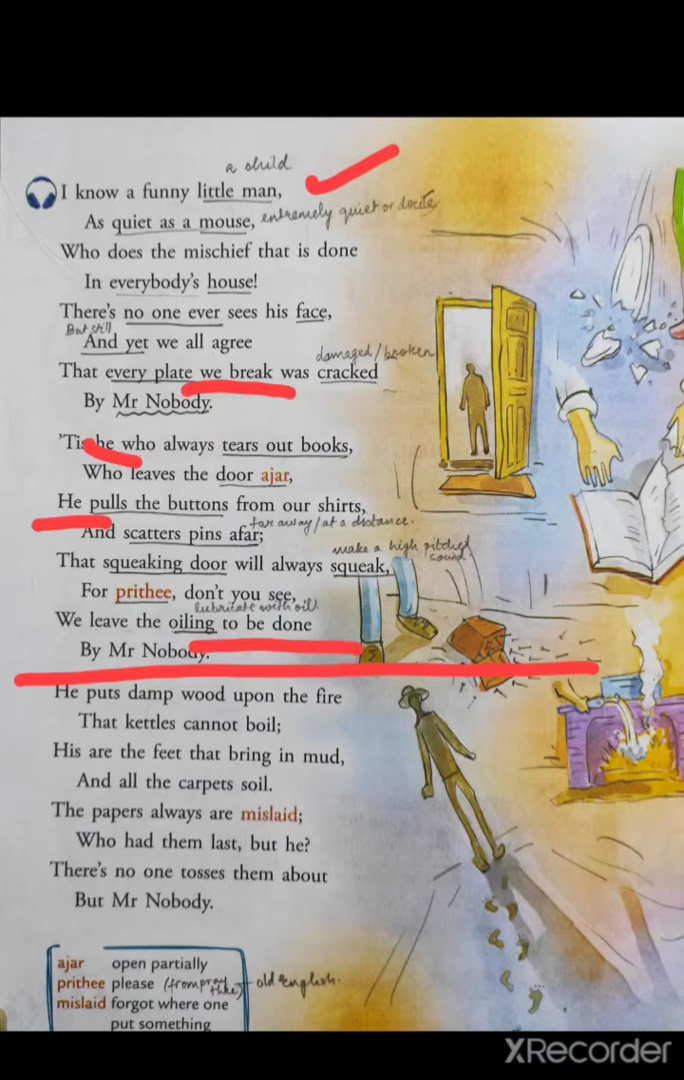 a child
I know a funny little man,
As quiet as a mouse, extremely quiet or docile
Who does the mischief that is done
In everybody's house!
There's no one ever sees his face,
But still
And yet we all agree
damaged/broken
That every plate we break was cracked
By Mr Nobody.
'Tis he who always tears out books,
Who leaves the door ajar,
He pulls the buttons from our shirts,
far away/at a distance.
And scatters pins afar;
make a high pitched
sound
That squeaking door will always squeak,
For prithee, don't you see,
lubricate with oil
We leave the oiling to be done
By Mr Nobody.
He puts damp wood upon the fire
That kettles cannot boil;
His are the feet that bring in mud,
And all the carpets soil.
The papers always are mislaid;
Who had them last, but he?
There's no one tosses them about
But Mr Nobody.
ajar open partially
prithee please old english.
mislaid forgot where one
put something
XRecorder